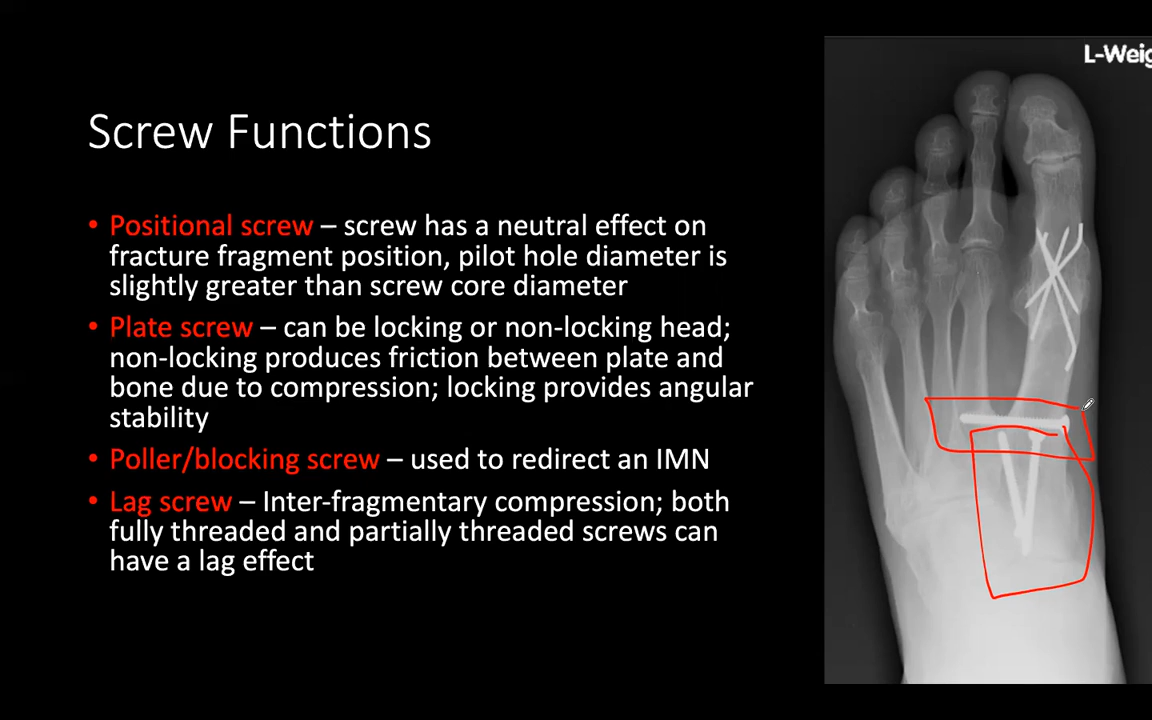 L-Weig
Screw Functions
• Positional screw – screw has a neutral effect on
fracture fragment position, pilot hole diameter is
slightly greater than screw core diameter
• Plate screw – can be locking or non-locking head;
non-locking produces friction between plate and
bone due to compression; locking provides angular
stability
• Poller/blocking screw – used to redirect an IMN
• Lag screw – Inter-fragmentary compression; both
fully threaded and partially threaded screws can
have a lag effect